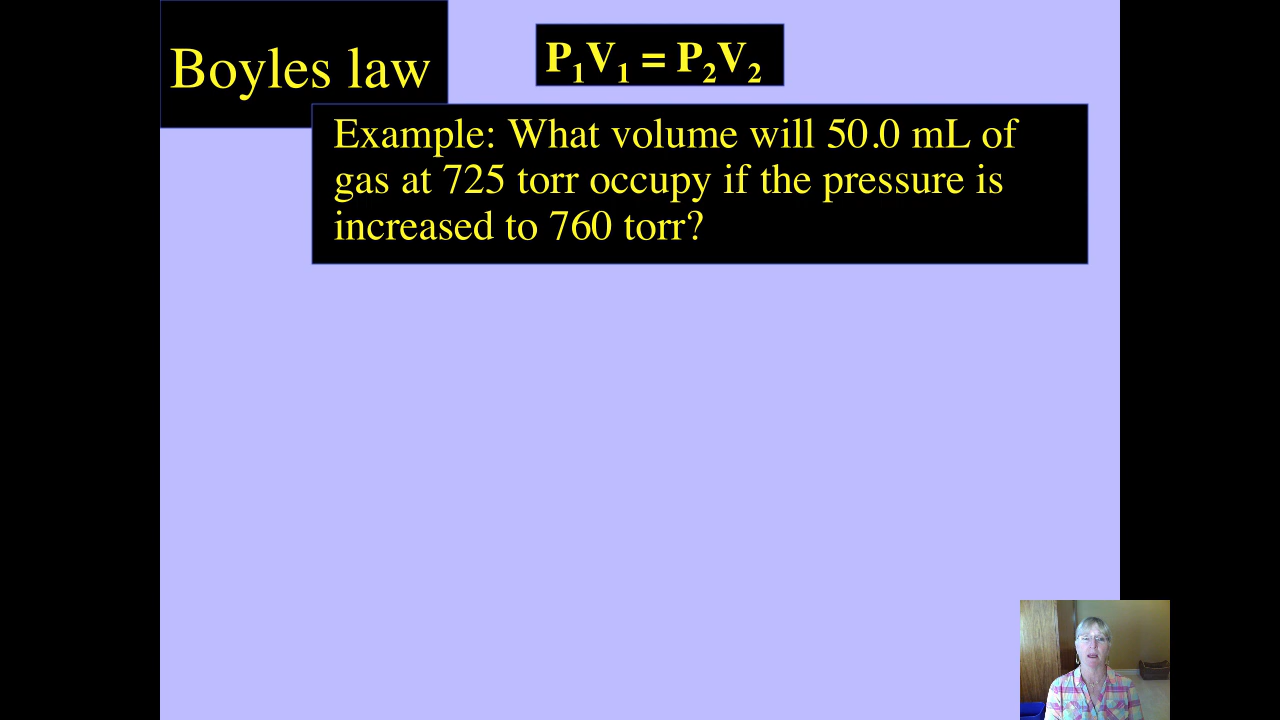 Boyles law
P₁V₁ = P₂V₂
Example: What volume will 50.0 mL of
gas at 725 torr occupy if the pressure is
increased to 760 torr?